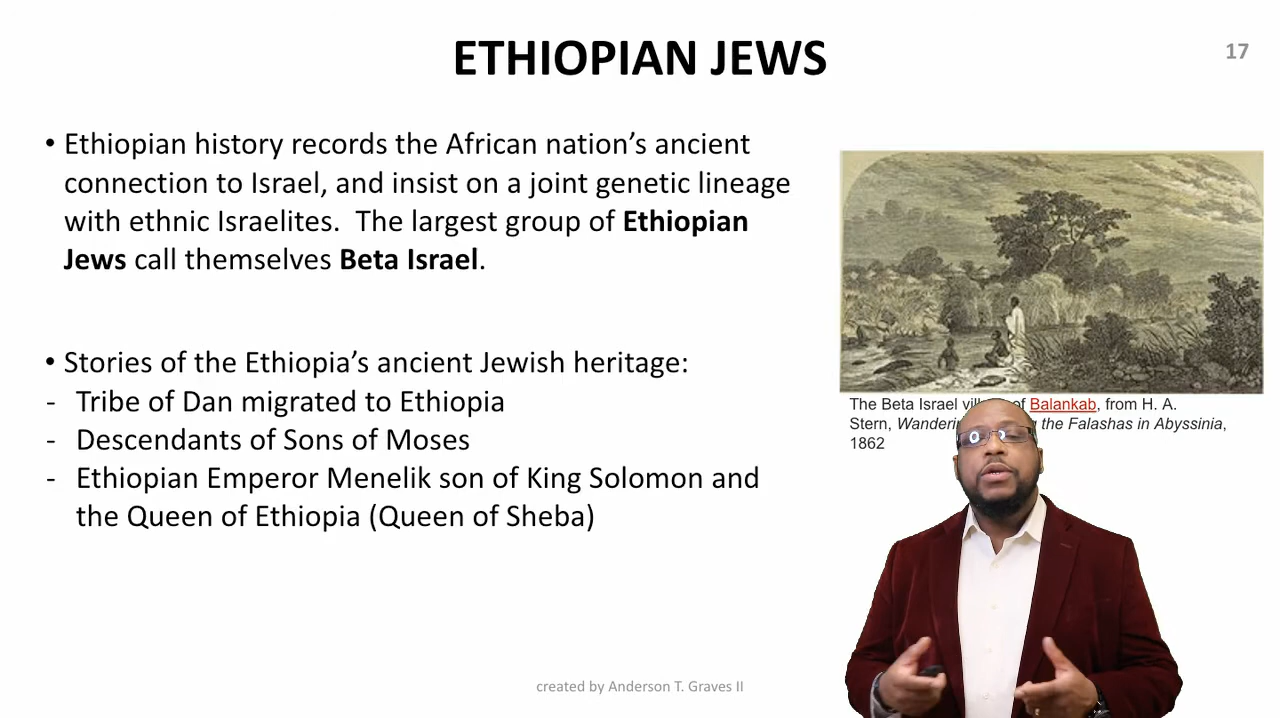 ETHIOPIAN JEWS
17
• Ethiopian history records the African nation’s ancient
connection to Israel, and insist on a joint genetic lineage
with ethnic Israelites.  The largest group of Ethiopian
Jews call themselves Beta Israel.
• Stories of the Ethiopia’s ancient Jewish heritage:
- Tribe of Dan migrated to Ethiopia
- Descendants of Sons of Moses
- Ethiopian Emperor Menelik son of King Solomon and
the Queen of Ethiopia (Queen of Sheba)
The Beta Israel of Balankab, from H. A.
Stern, the Falashas in Abyssinia,
1862
created by Anderson T. Graves II